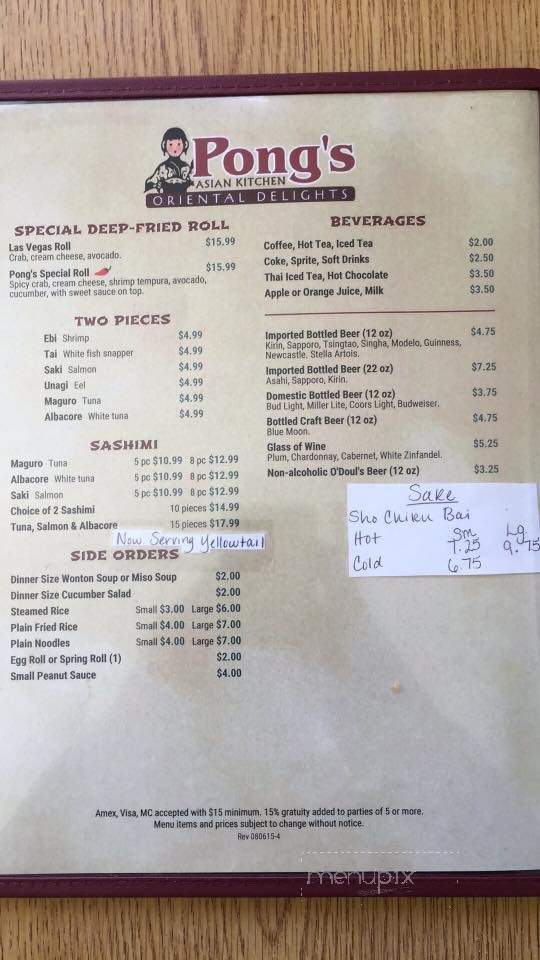 Pong's
ASIAN KITCHEN
ORIENTAL DELIGHTS
SPECIAL DEEP-FRIED ROLL
Las Vegas Roll $15.99
Crab, cream cheese, avocado.
Pong's Special Roll $15.99
Spicy crab, cream cheese, shrimp tempura, avocado,
cucumber, with sweet sauce on top.
TWO PIECES
Ebi Shrimp $4.99
Tai White fish snapper $4.99
Saki Salmon $4.99
Unagi Eel $4.99
Maguro Tuna $4.99
Albacore White tuna $4.99
SASHIMI
Maguro Tuna 5 pc $10.99 8 pc $12.99
Albacore White tuna 5 pc $10.99 8 pc $12.99
Saki Salmon 5 pc $10.99 8 pc $12.99
Choice of 2 Sashimi 10 pieces $14.99
Tuna, Salmon & Albacore 15 pieces $17.99
Now Serving Yellowtail
SIDE ORDERS
Dinner Size Wonton Soup or Miso Soup $2.00
Dinner Size Cucumber Salad $2.00
Steamed Rice Small $3.00 Large $6.00
Plain Fried Rice Small $4.00 Large $7.00
Plain Noodles Small $4.00 Large $7.00
Egg Roll or Spring Roll (1) $2.00
Small Peanut Sauce $4.00
BEVERAGES
Coffee, Hot Tea, Iced Tea $2.00
Coke, Sprite, Soft Drinks $2.50
Thai Iced Tea, Hot Chocolate $3.50
Apple or Orange Juice, Milk $3.50
Imported Bottled Beer (12 oz) $4.75
Kirin, Sapporo, Tsingtao, Singha, Modelo, Guinness,
Newcastle, Stella Artois.
Imported Bottled Beer (22 oz) $7.25
Asahi, Sapporo, Kirin.
Domestic Bottled Beer (12 oz) $3.75
Bud Light, Miller Lite, Coors Light, Budweiser.
Bottled Craft Beer (12 oz) $4.75
Blue Moon.
Glass of Wine $5.25
Plum, Chardonnay, Cabernet, White Zinfandel.
Non-alcoholic O'Doul's Beer (12 oz) $3.25
Sake
Sho Chiku Bai
Sm Lg
Hot 7.25 9.75
Cold 6.75
Amex, Visa, MC accepted with $15 minimum. 15% gratuity added to parties of 5 or more.
Menu items and prices subject to change without notice.
Rev 080615-4
menupix